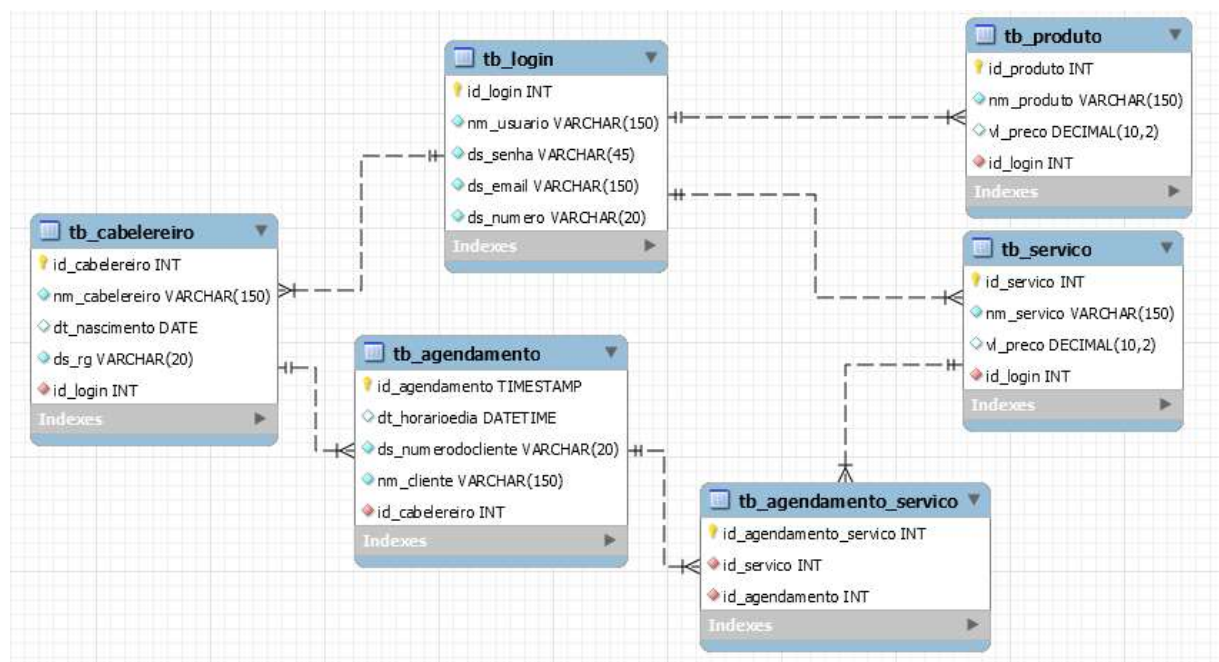 tb_login
id_login INT
nm_usuario VARCHAR(150)
ds_senha VARCHAR(45)
ds_email VARCHAR(150)
ds_numero VARCHAR(20)
Indexes
tb_produto
id_produto INT
nm_produto VARCHAR(150)
vl_preco DECIMAL(10,2)
id_login INT
Indexes
tb_cabelereiro
id_cabelereiro INT
nm_cabelereiro VARCHAR(150)
dt_nascimento DATE
ds_rg VARCHAR(20)
id_login INT
Indexes
tb_servico
id_servico INT
nm_servico VARCHAR(150)
vl_preco DECIMAL(10,2)
id_login INT
Indexes
tb_agendamento
id_agendamento TIMESTAMP
dt_horarioedia DATETIME
ds_numerodocliente VARCHAR(20)
nm_cliente VARCHAR(150)
id_cabelereiro INT
Indexes
tb_agendamento_servico
id_agendamento_servico INT
id_servico INT
id_agendamento INT
Indexes